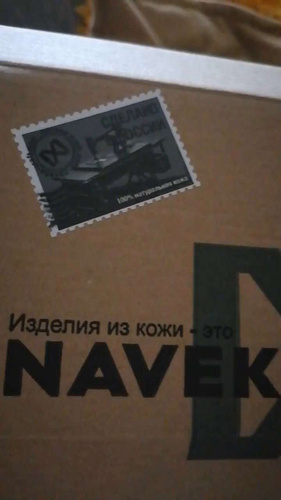 СДЕЛАНО
В РОССИИ
100% натуральная кожа
Изделия из кожи - это
NAVEK